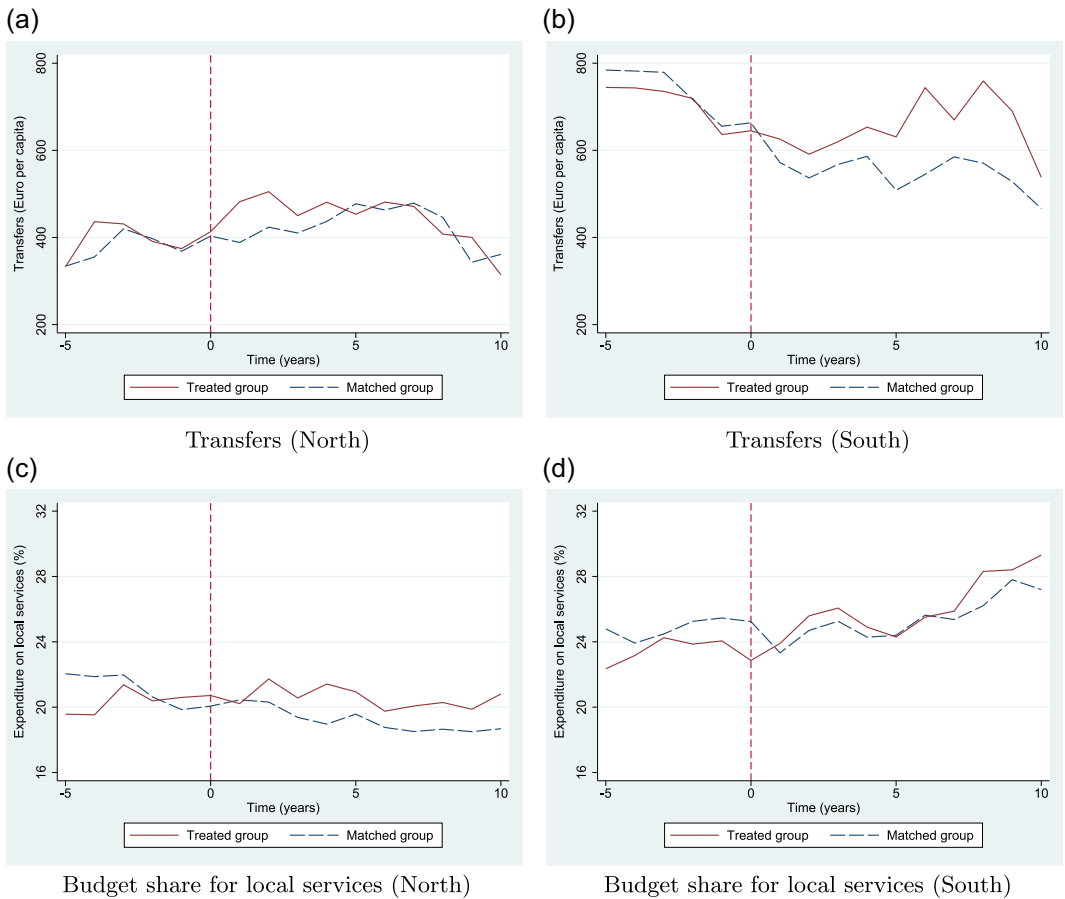 (a)
Transfers (Euro per capita)
800
600
400
200
-5
0
5
10
Time (years)
Treated group
Matched group
Transfers (North)
(b)
Transfers (Euro per capita)
800
600
400
200
-5
0
5
10
Time (years)
Treated group
Matched group
Transfers (South)
(c)
Expenditure on local services (%)
32
28
24
20
16
-5
0
5
10
Time (years)
Treated group
Matched group
Budget share for local services (North)
(d)
Expenditure on local services (%)
32
28
24
20
16
-5
0
5
10
Time (years)
Treated group
Matched group
Budget share for local services (South)